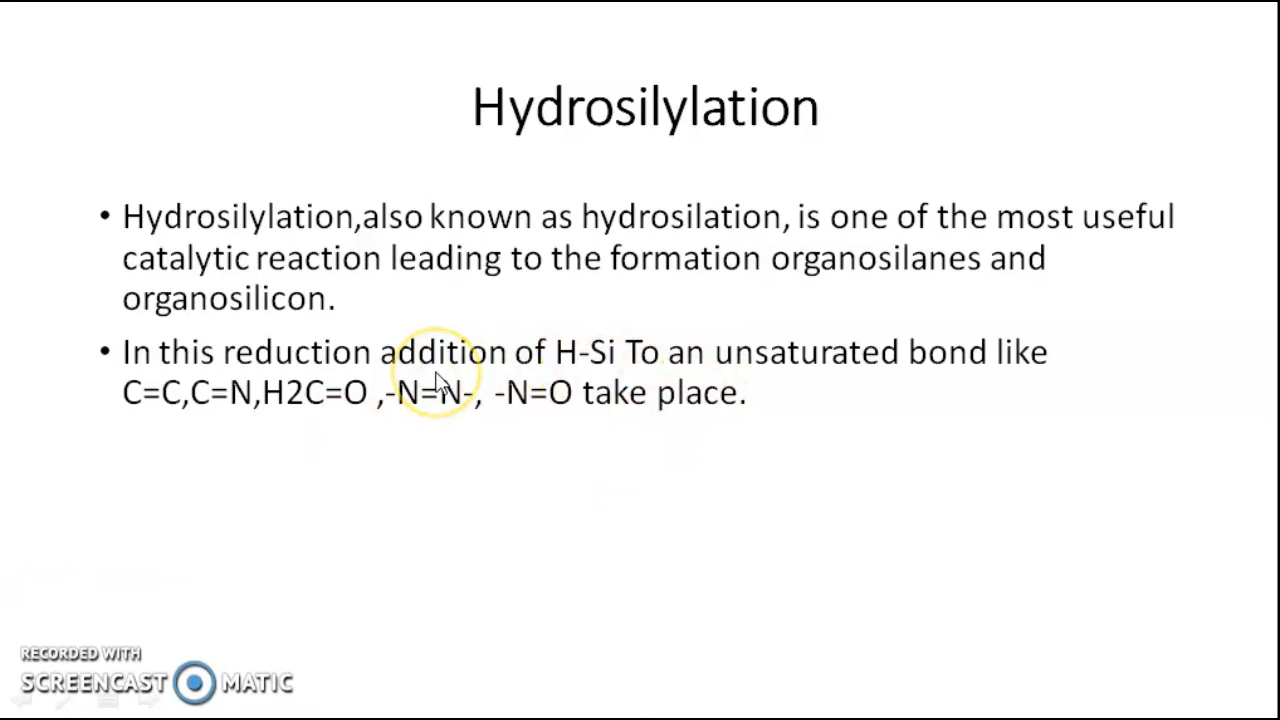 Hydrosilylation
• Hydrosilylation,also known as hydrosilation, is one of the most useful
catalytic reaction leading to the formation organosilanes and
organosilicon.
• In this reduction addition of H-Si To an unsaturated bond like
C=C,C=N,H2C=O ,-N=N-, -N=O take place.
RECORDED WITH
SCREENCAST MATIC